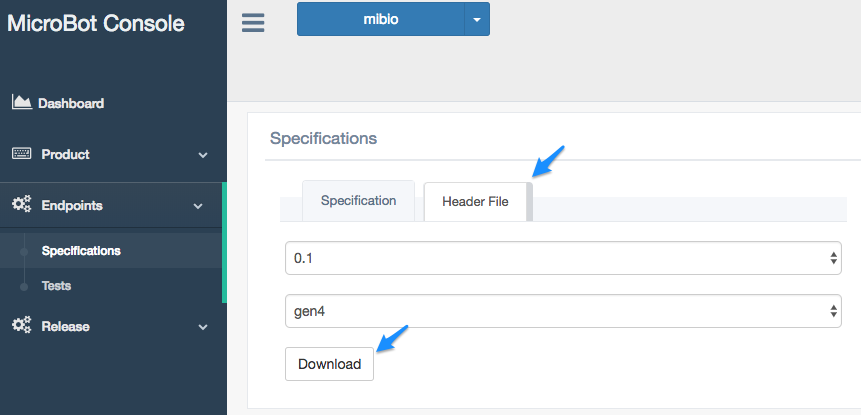 MicroBot Console
mibio
Dashboard
Product
Endpoints
Specifications
Tests
Release
Specifications
Specification
Header File
0.1
gen4
Download